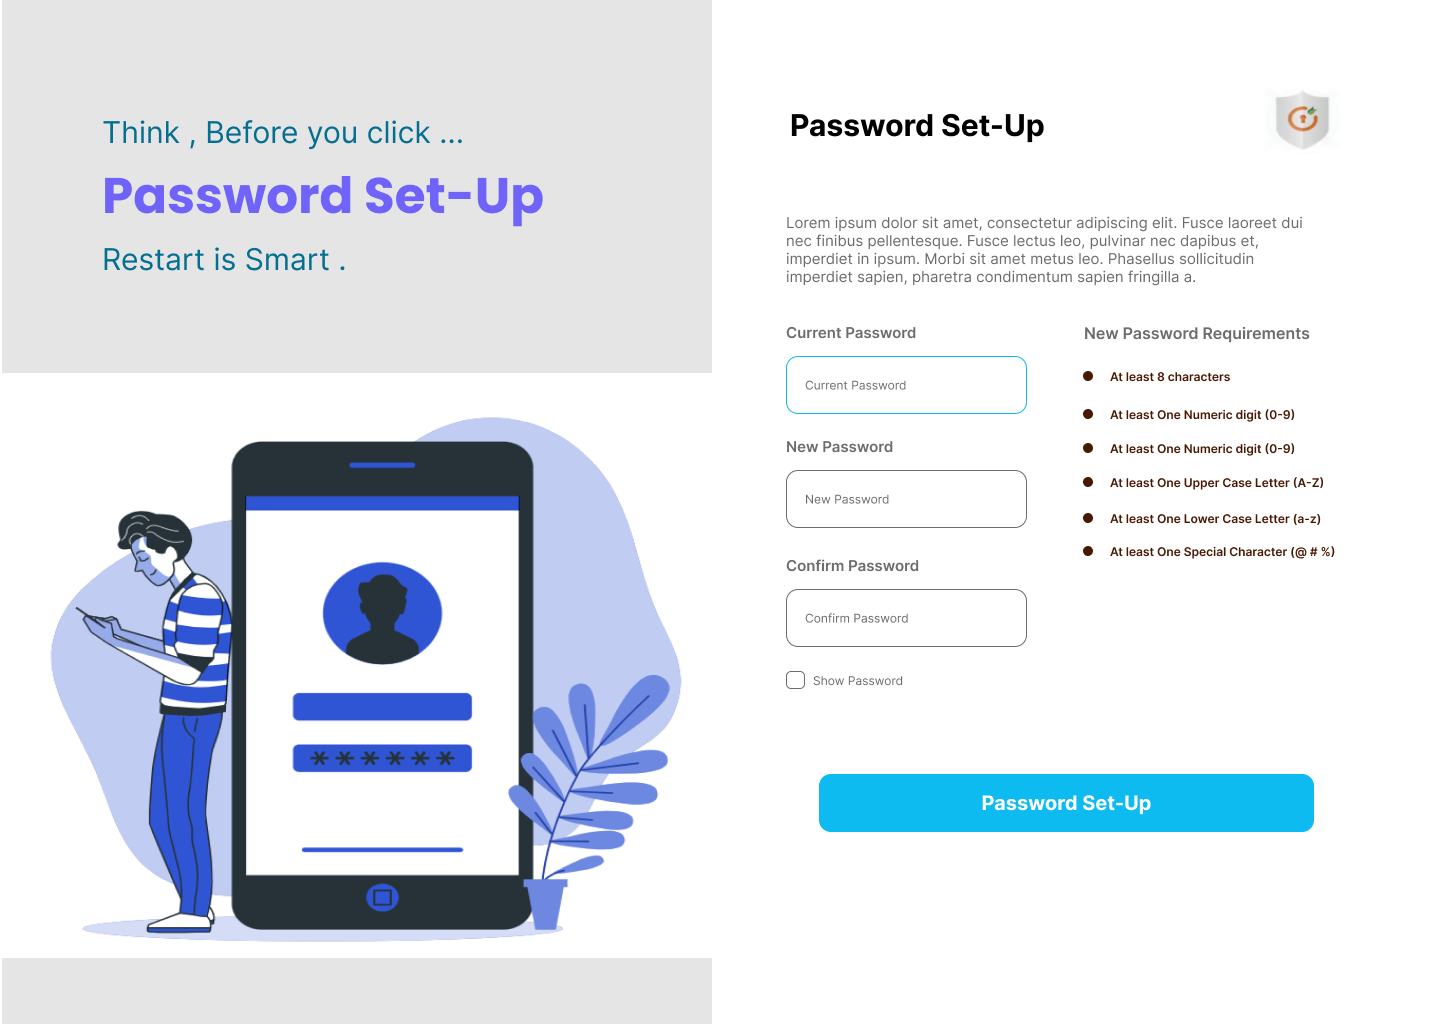 Think , Before you click ...
Password Set-Up
Restart is Smart .
Password Set-Up
Lorem ipsum dolor sit amet, consectetur adipiscing elit. Fusce laoreet dui
nec finibus pellentesque. Fusce lectus leo, pulvinar nec dapibus et,
imperdiet in ipsum. Morbi sit amet metus leo. Phasellus sollicitudin
imperdiet sapien, pharetra condimentum sapien fringilla a.
Current Password
Current Password
New Password
New Password
Confirm Password
Confirm Password
Show Password
New Password Requirements
At least 8 characters
At least One Numeric digit (0-9)
At least One Numeric digit (0-9)
At least One Upper Case Letter (A-Z)
At least One Lower Case Letter (a-z)
At least One Special Character (@ # %)
Password Set-Up